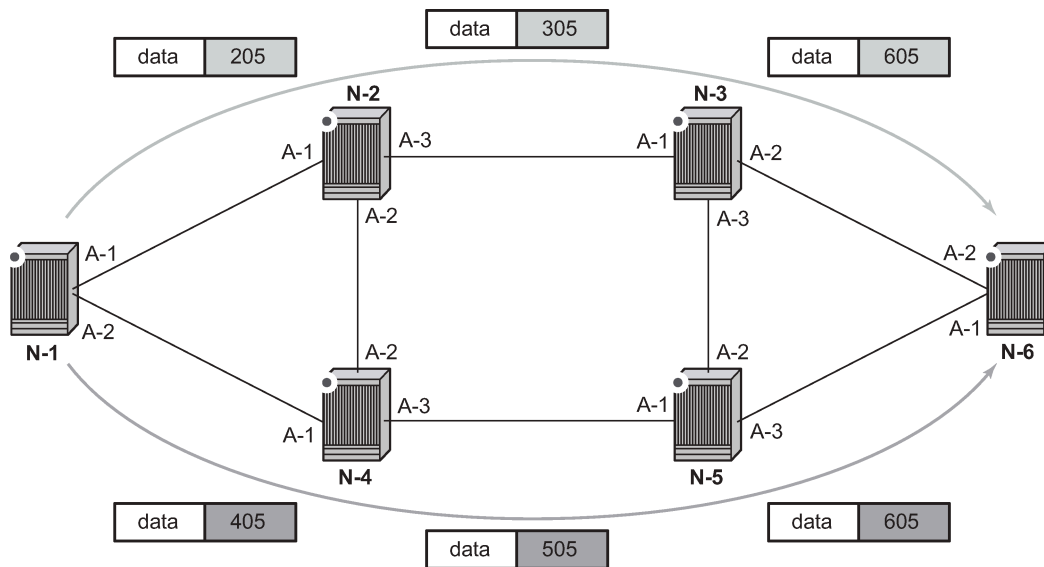 data 305
data 205
data 605
N-2
N-3
A-1
A-3
A-1
A-2
A-2
A-3
A-1
A-2
A-2
A-1
N-1
N-6
A-2
A-2
A-1
A-3
A-1
A-3
N-4
N-5
data 405
data 505
data 605